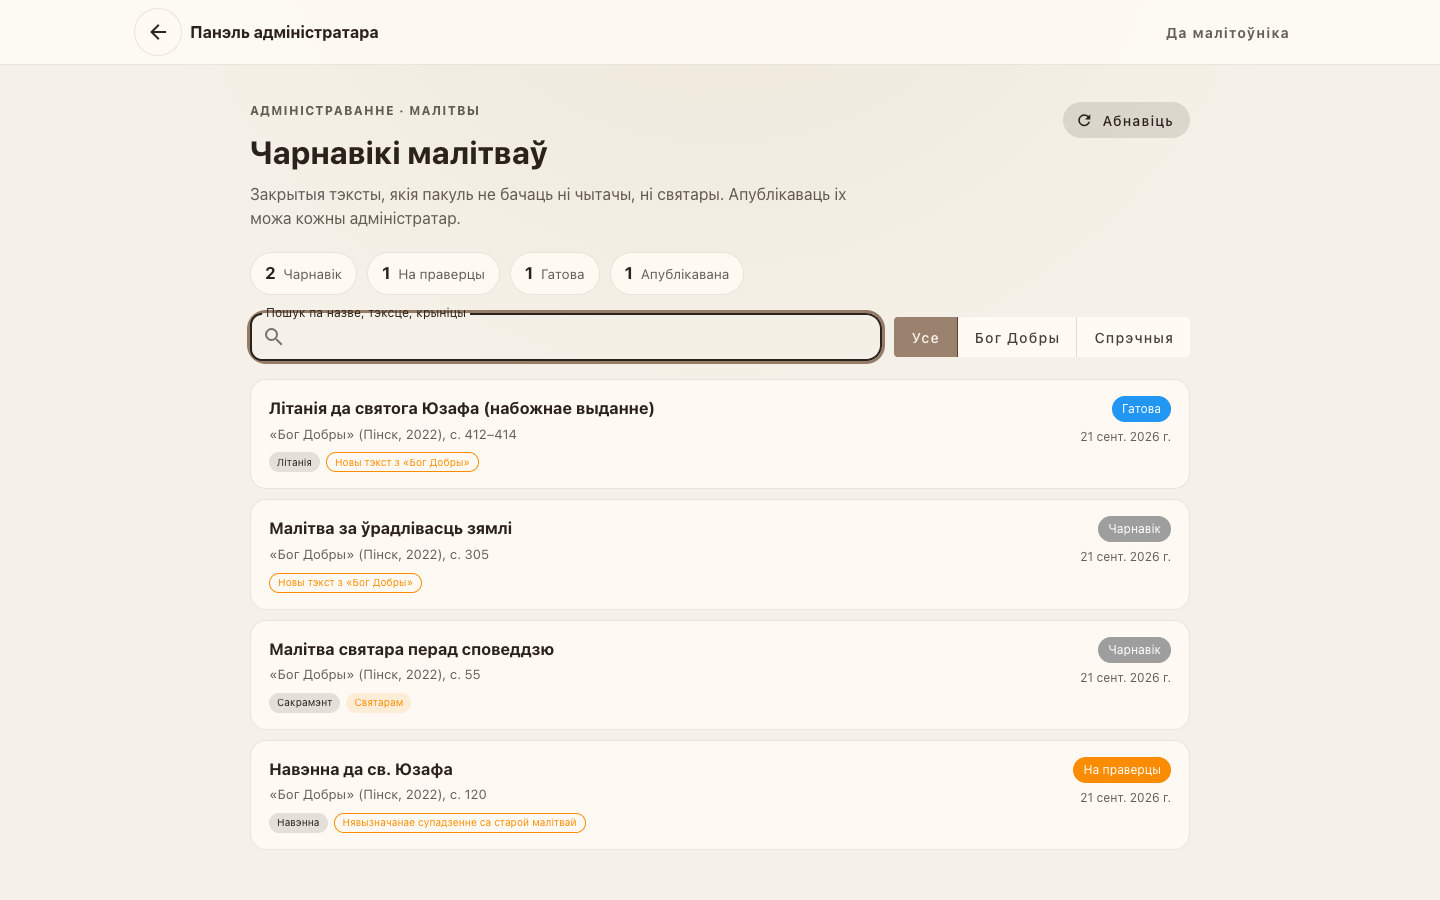 Панэль адміністратара
Да малітоўніка
АДМІНІСТРАВАННЕ · МАЛІТВЫ
Абнавіць
Чарнавікі малітваў
Закрытыя тэксты, якія пакуль не бачаць ні чытачы, ні святары. Апублікаваць іх
можа кожны адміністратар.
2 Чарнавік
1 На праверцы
1 Гатова
1 Апублікавана
Пошук па назве, тэксце, крыніцы
Усе
Бог Добры
Спрэчныя
Літанія да святога Юзафа (набожнае выданне)
Гатова
«Бог Добры» (Пінск, 2022), с. 412–414
21 сент. 2026 г.
Літанія
Новы тэкст з «Бог Добры»
Малітва за ўрадлівасць зямлі
Чарнавік
«Бог Добры» (Пінск, 2022), с. 305
21 сент. 2026 г.
Новы тэкст з «Бог Добры»
Малітва святара перад споведдзю
Чарнавік
«Бог Добры» (Пінск, 2022), с. 55
21 сент. 2026 г.
Сакрамэнт
Святарам
Навэнна да св. Юзафа
На праверцы
«Бог Добры» (Пінск, 2022), с. 120
21 сент. 2026 г.
Навэнна
Нявызначанае супадзенне са старой малітвай